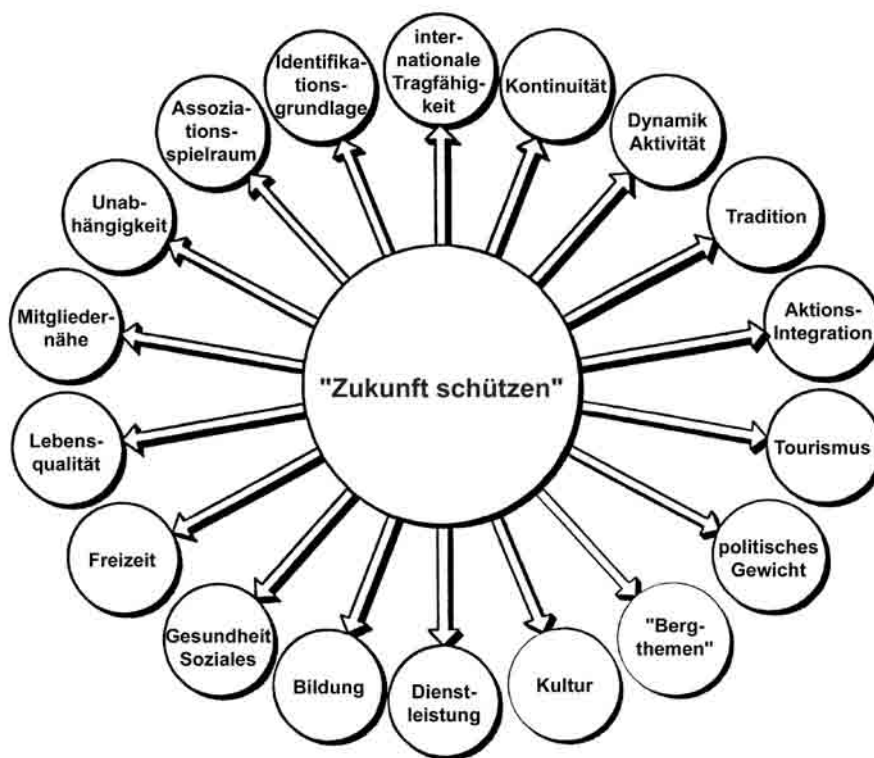 "Zukunft schützen"
inter-
nationale
Tragfähig-
keit
Kontinuität
Dynamik
Aktivität
Tradition
Aktions-
Integration
Tourismus
politisches
Gewicht
"Berg-
themen"
Kultur
Dienst-
leistung
Bildung
Gesundheit
Soziales
Freizeit
Lebens-
qualität
Mitglieder-
nähe
Unab-
hängigkeit
Assozia-
tions-
spielraum
Identifika-
tions-
grundlage